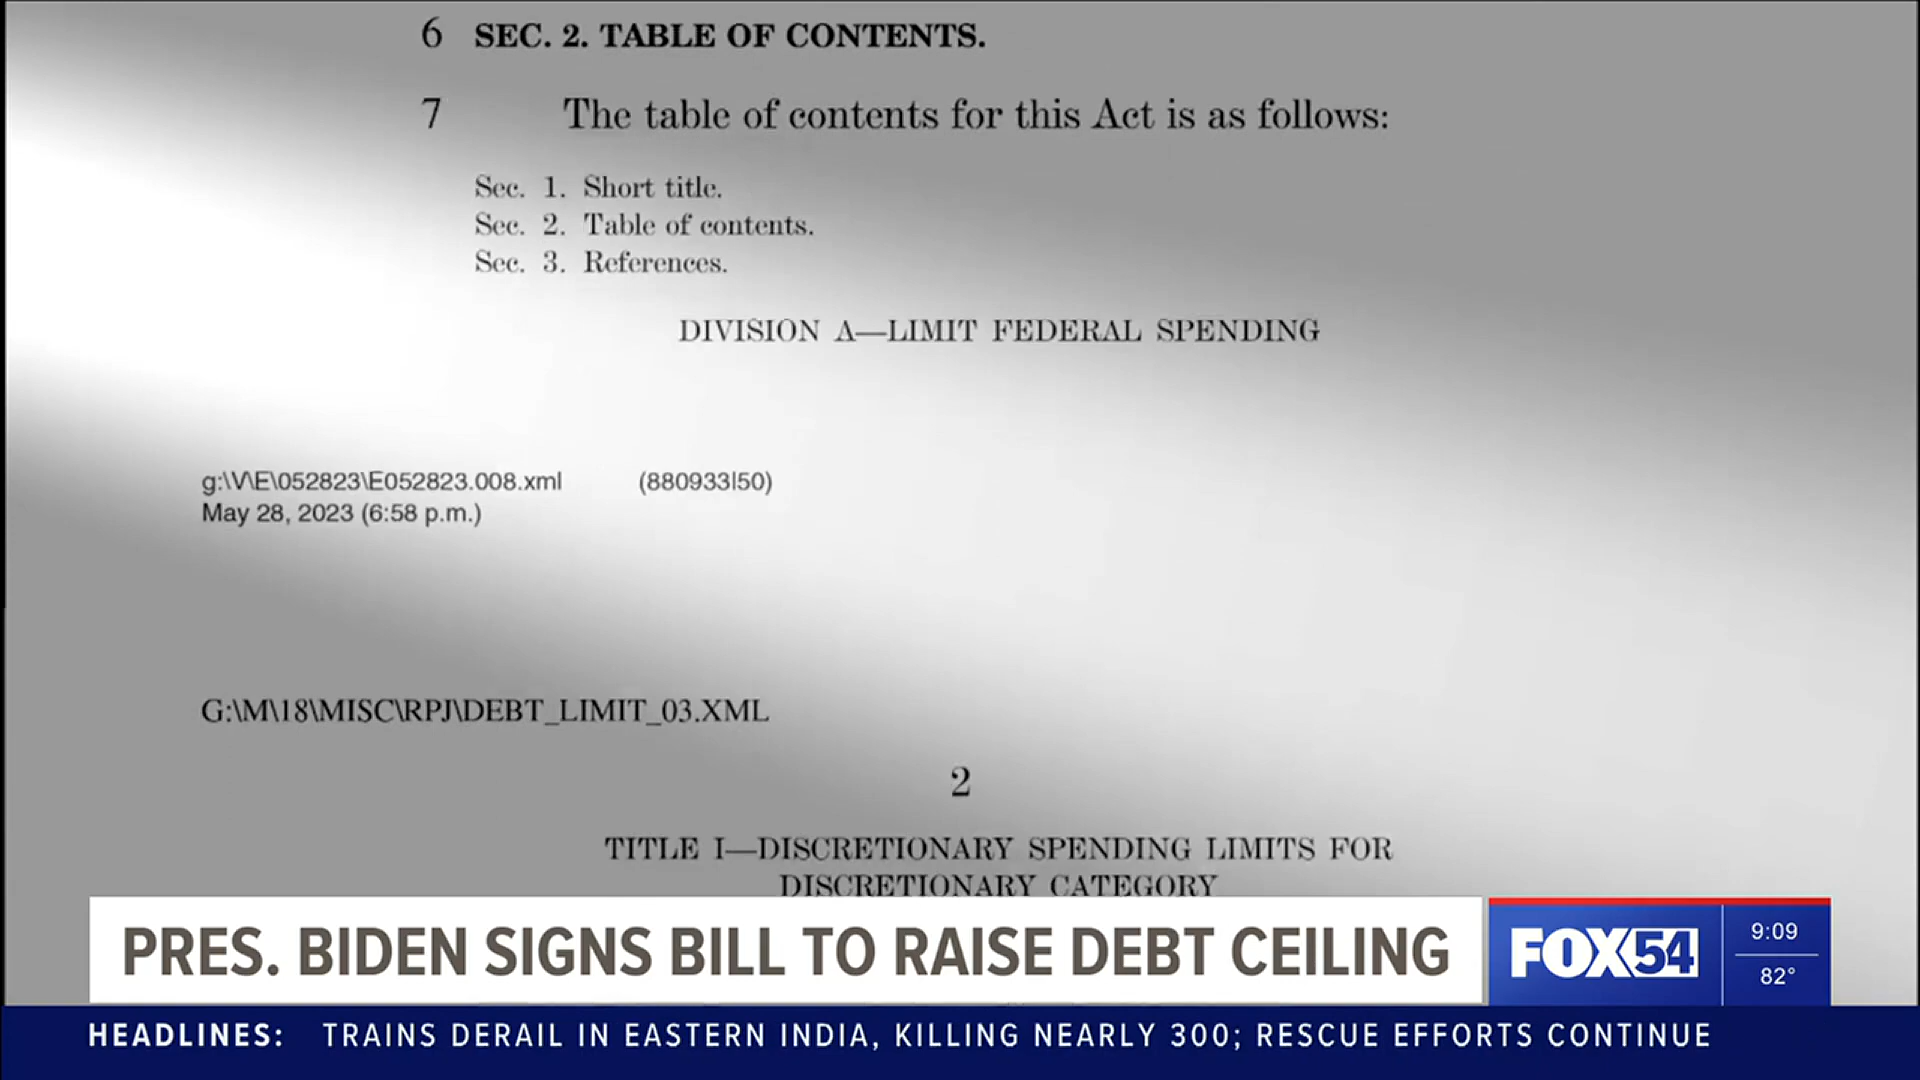 6 SEC. 2. TABLE OF CONTENTS.
7 The table of contents for this Act is as follows:
Sec. 1. Short title.
Sec. 2. Table of contents.
Sec. 3. References.
DIVISION A—LIMIT FEDERAL SPENDING
g:\V\E\052823\E052823.008.xml (880933|50)
May 28, 2023 (6:58 p.m.)
G:\M\18\MISC\RPJ\DEBT_LIMIT_03.XML
2
TITLE I—DISCRETIONARY SPENDING LIMITS FOR
DISCRETIONARY CATEGORY
PRES. BIDEN SIGNS BILL TO RAISE DEBT CEILING
FOX54
9:09
82°
HEADLINES: TRAINS DERAIL IN EASTERN INDIA, KILLING NEARLY 300; RESCUE EFFORTS CONTINUE